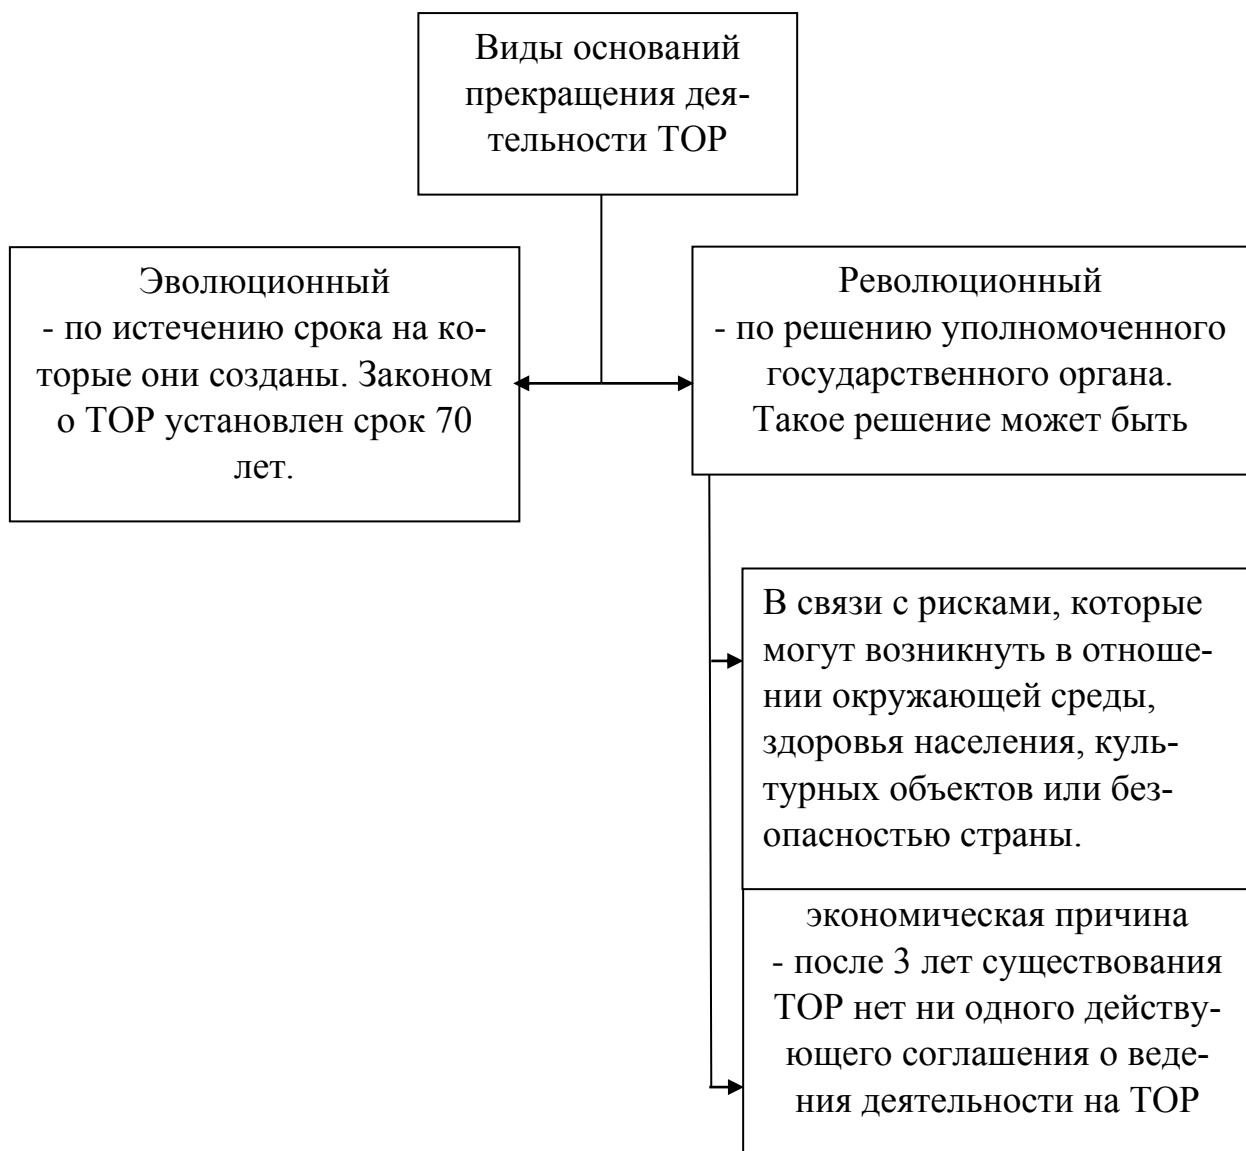 Виды оснований
прекращения дея-
тельности ТОР
Эволюционный
- по истечению срока на ко-
торые они созданы. Законом
о ТОР установлен срок 70
лет.
Революционный
- по решению уполномоченного
государственного органа.
Такое решение может быть
В связи с рисками, которые
могут возникнуть в отноше-
нии окружающей среды,
здоровья населения, куль-
турных объектов или без-
опасностью страны.
экономическая причина
- после 3 лет существования
ТОР нет ни одного действу-
ющего соглашения о веде-
ния деятельности на ТОР